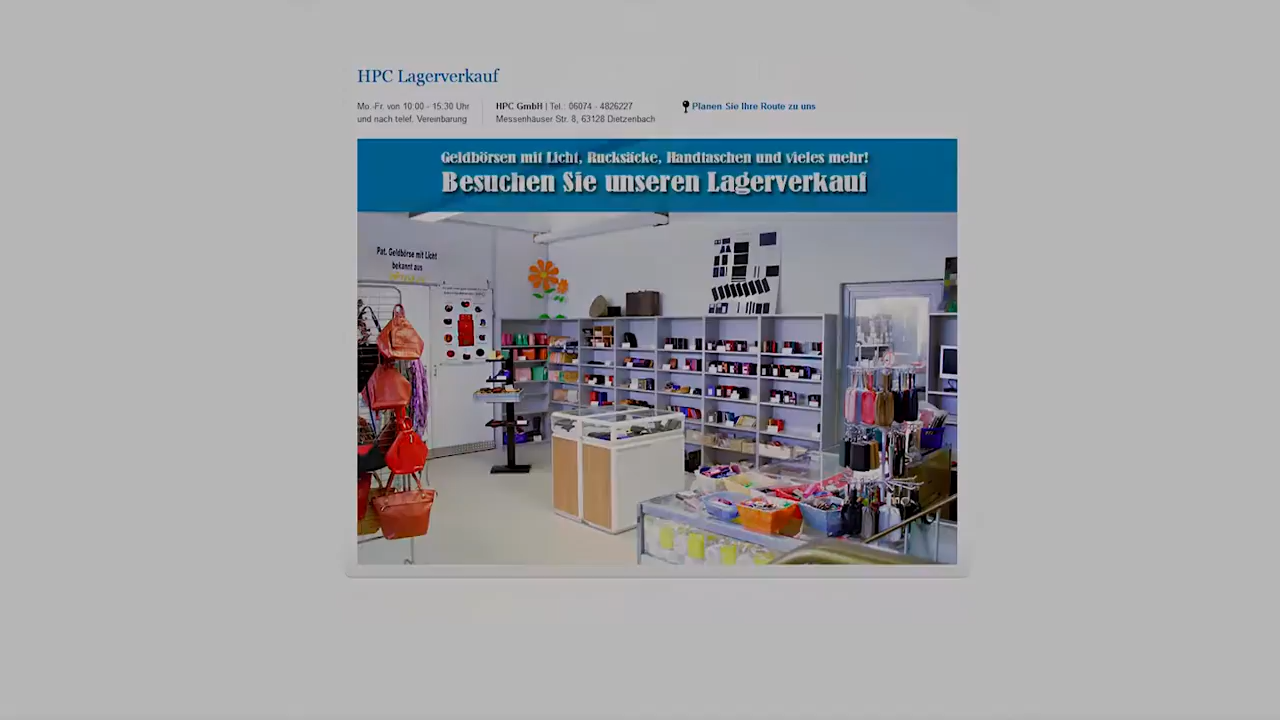 HPC Lagerverkauf
Mo.-Fr. von 10:00 - 15:30 Uhr
und nach telef. Vereinbarung
HPC GmbH | Tel.: 06074 - 4826227
Messenhäuser Str. 8, 63128 Dietzenbach
Planen Sie Ihre Route zu uns
Geldbörsen mit Licht, Rucksäcke, Handtaschen und vieles mehr!
Besuchen Sie unseren Lagerverkauf
Pat. Geldbörse mit Licht
bekannt aus